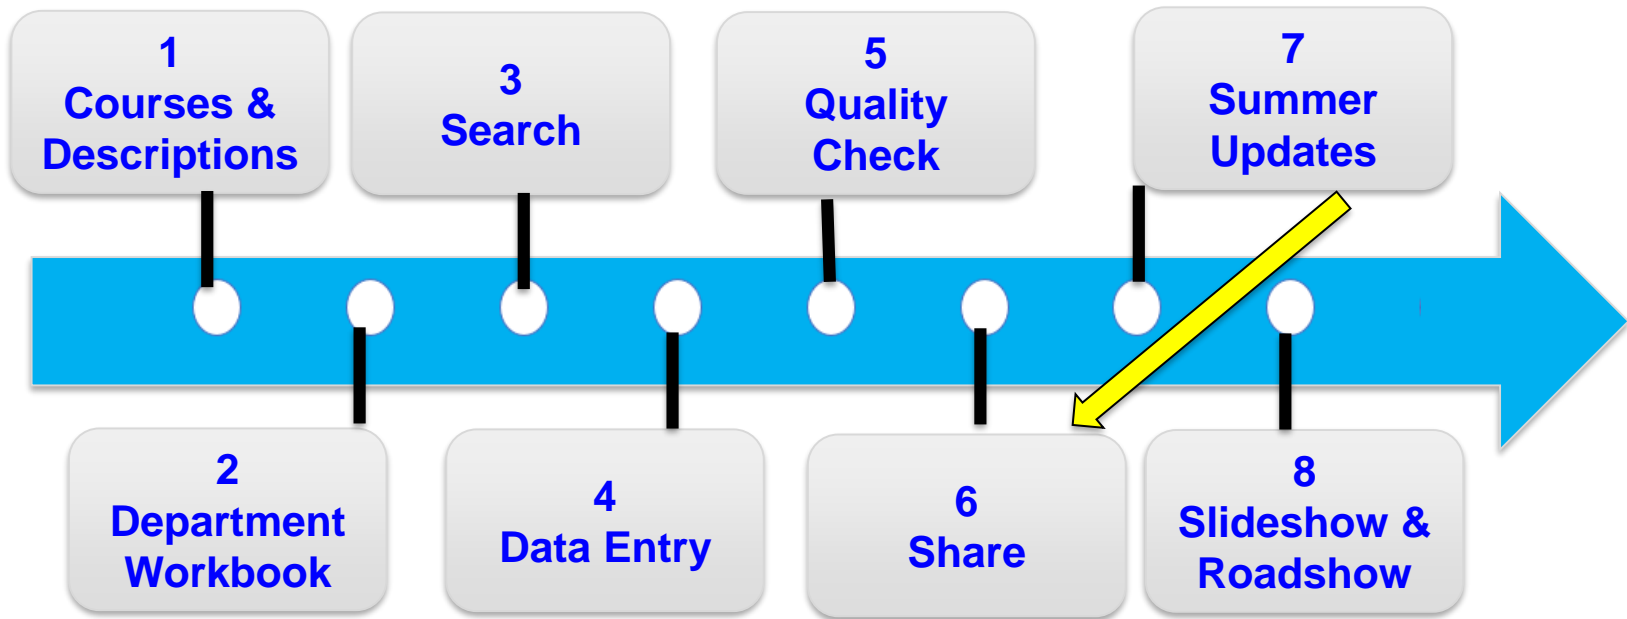 1
Courses &
Descriptions
2
Department
Workbook
3
Search
4
Data Entry
5
Quality
Check
6
Share
7
Summer
Updates
8
Slideshow &
Roadshow